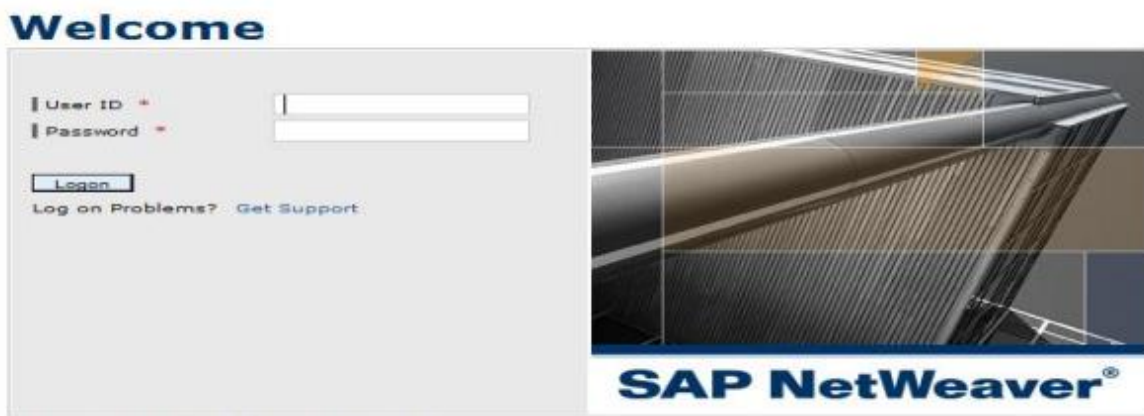 Welcome
User ID *
Password *
Logon
Log on Problems? Get Support
SAP NetWeaver®